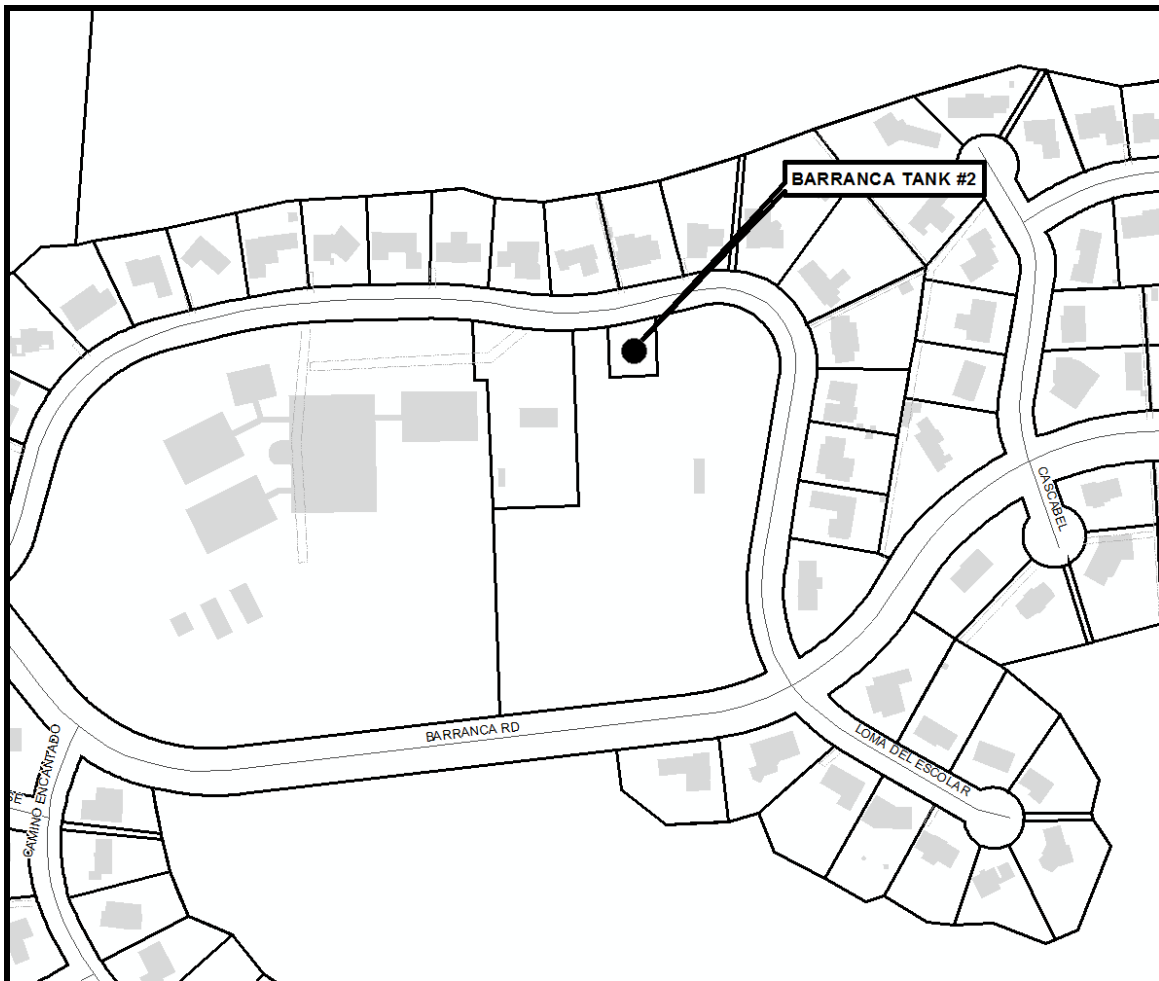 BARRANCA TANK #2
CASCABEL
BARRANCA RD
LOMA DEL ESCOLAR
CAMINO ENCANTADO